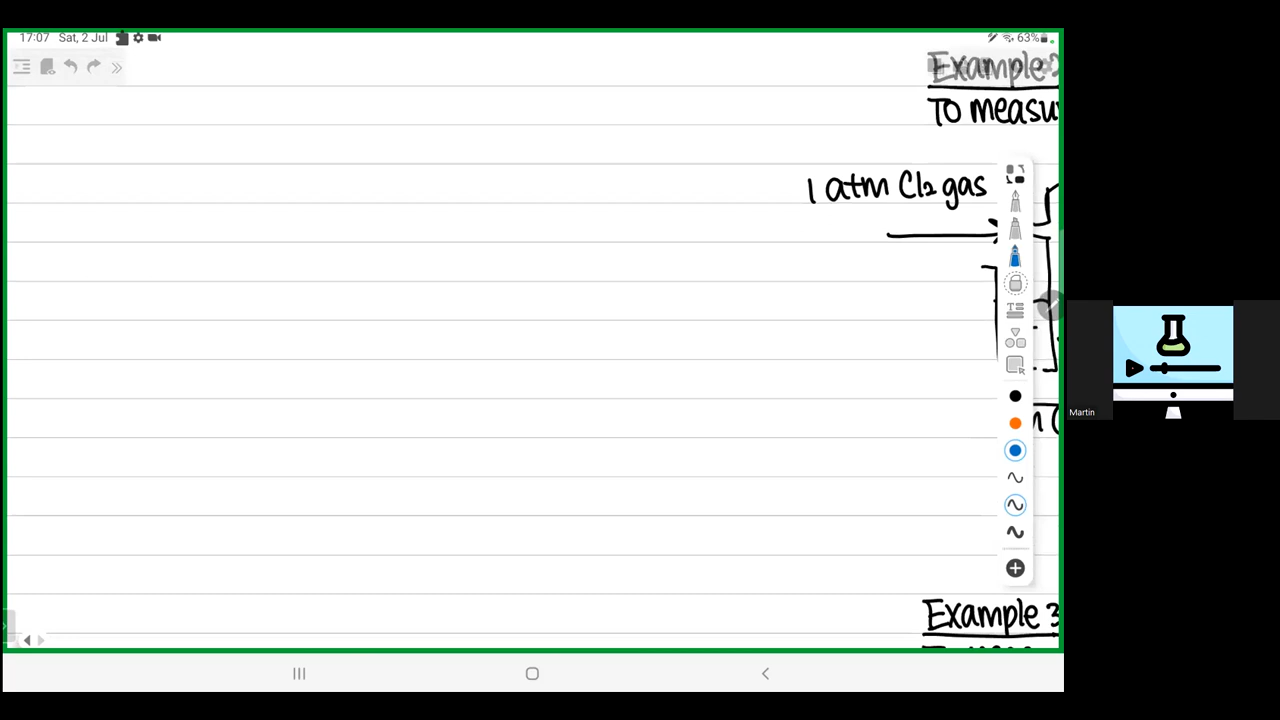 17:07 Sat, 2 Jul 63%
Example
To measu
1 atm Cl₂ gas
Martin
Example 3